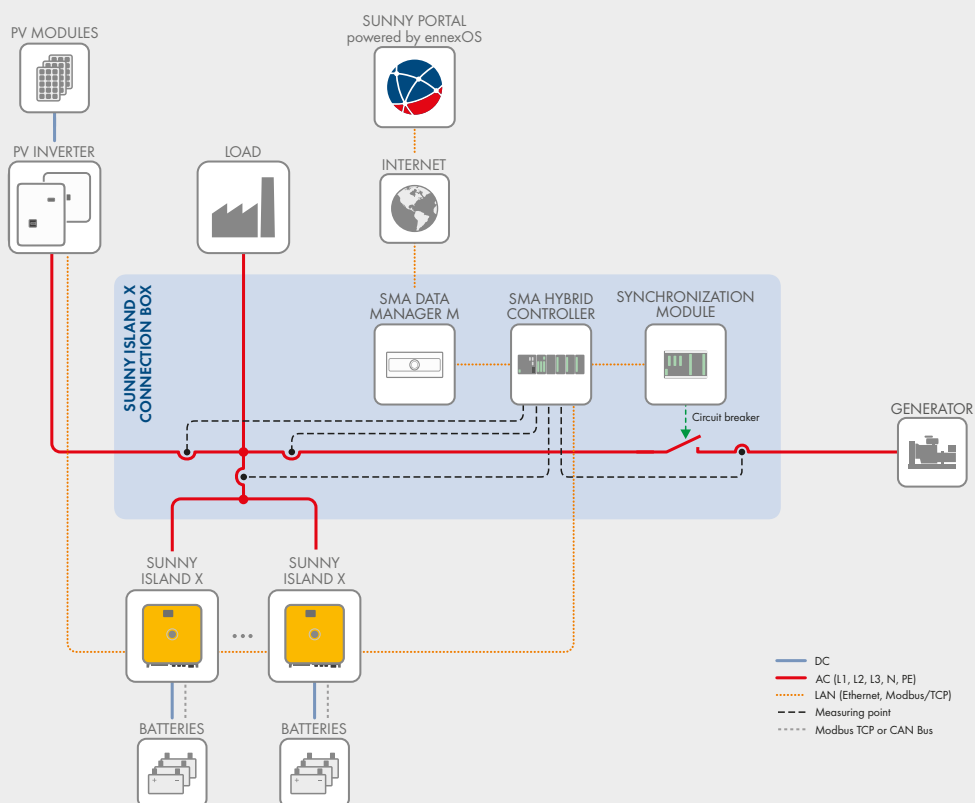 PV MODULES
SUNNY PORTAL
powered by ennexOS
PV INVERTER
LOAD
INTERNET
SUNNY ISLAND X
CONNECTION BOX
SMA DATA
MANAGER M
SMA HYBRID
CONTROLLER
SYNCHRONIZATION
MODULE
Circuit breaker
GENERATOR
SUNNY
ISLAND X
SUNNY
ISLAND X
BATTERIES
BATTERIES
DC
AC (L1, L2, L3, N, PE)
LAN (Ethernet, Modbus/TCP)
Measuring point
Modbus TCP or CAN Bus